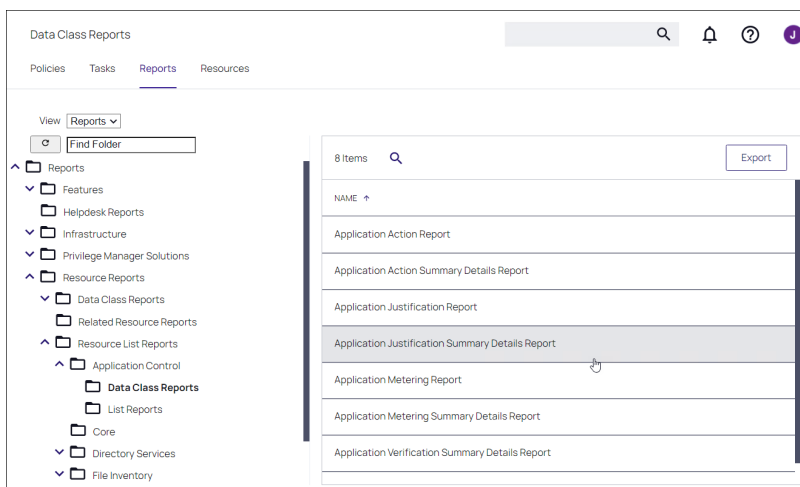 Data Class Reports
J
Policies Tasks Reports Resources
View Reports
Find Folder
Reports
Features
Helpdesk Reports
Infrastructure
Privilege Manager Solutions
Resource Reports
Data Class Reports
Related Resource Reports
Resource List Reports
Application Control
Data Class Reports
List Reports
Core
Directory Services
File Inventory
8 Items
Export
NAME
Application Action Report
Application Action Summary Details Report
Application Justification Report
Application Justification Summary Details Report
Application Metering Report
Application Metering Summary Details Report
Application Verification Summary Details Report